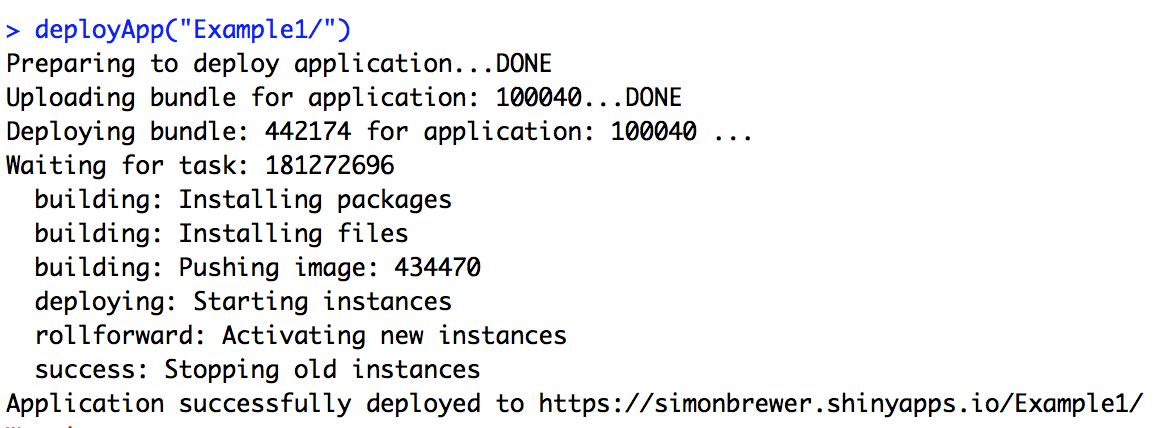 > deployApp("Example1/")
Preparing to deploy application...DONE
Uploading bundle for application: 100040...DONE
Deploying bundle: 442174 for application: 100040 ...
Waiting for task: 181272696
  building: Installing packages
  building: Installing files
  building: Pushing image: 434470
  deploying: Starting instances
  rollforward: Activating new instances
  success: Stopping old instances
Application successfully deployed to https://simonbrewer.shinyapps.io/Example1/